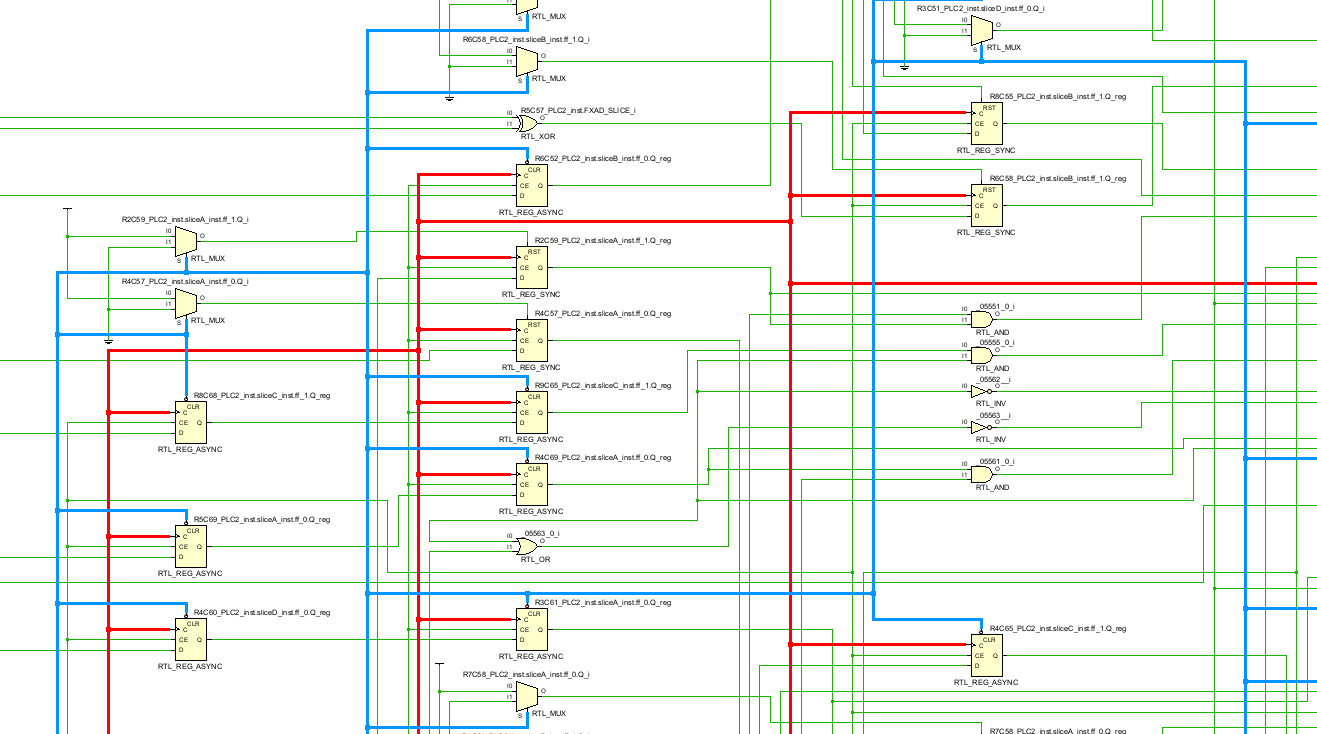 RTL_MUX
R6C58_PLC2_inst.sliceB_inst.ff_1.Q_i
I0
I1
S
O
RTL_MUX
R5C57_PLC2_inst.FXAD_SLICE_i
I0
I1
O
RTL_XOR
R6C52_PLC2_inst.sliceB_inst.ff_0.Q_reg
CLR
C
CE
Q
D
RTL_REG_ASYNC
R2C59_PLC2_inst.sliceA_inst.ff_1.Q_i
I0
I1
S
O
RTL_MUX
R4C57_PLC2_inst.sliceA_inst.ff_0.Q_i
I0
I1
S
O
RTL_MUX
R2C59_PLC2_inst.sliceA_inst.ff_1.Q_reg
RST
C
CE
Q
D
RTL_REG_SYNC
R4C57_PLC2_inst.sliceA_inst.ff_0.Q_reg
RST
C
CE
Q
D
RTL_REG_SYNC
R8C68_PLC2_inst.sliceC_inst.ff_1.Q_reg
CLR
C
CE
Q
D
RTL_REG_ASYNC
R9C65_PLC2_inst.sliceC_inst.ff_1.Q_reg
CLR
C
CE
Q
D
RTL_REG_ASYNC
R4C69_PLC2_inst.sliceA_inst.ff_0.Q_reg
CLR
C
CE
Q
D
RTL_REG_ASYNC
R5C69_PLC2_inst.sliceA_inst.ff_0.Q_reg
CLR
C
CE
Q
D
RTL_REG_ASYNC
05563_0_i
I0
I1
O
RTL_OR
R4C60_PLC2_inst.sliceD_inst.ff_0.Q_reg
CLR
C
CE
Q
D
RTL_REG_ASYNC
R3C61_PLC2_inst.sliceA_inst.ff_0.Q_reg
CLR
C
CE
Q
D
RTL_REG_ASYNC
R7C58_PLC2_inst.sliceA_inst.ff_0.Q_i
I0
I1
S
O
RTL_MUX
R3C51_PLC2_inst.sliceD_inst.ff_0.Q_i
I0
I1
S
O
RTL_MUX
R8C55_PLC2_inst.sliceB_inst.ff_1.Q_reg
RST
C
CE
Q
D
RTL_REG_SYNC
R6C58_PLC2_inst.sliceB_inst.ff_1.Q_reg
RST
C
CE
Q
D
RTL_REG_SYNC
05551_0_i
I0
I1
O
RTL_AND
05555_0_i
I0
I1
O
RTL_AND
05562__i
I0
O
RTL_INV
05563__i
I0
O
RTL_INV
05561_0_i
I0
I1
O
RTL_AND
R4C65_PLC2_inst.sliceC_inst.ff_1.Q_reg
CLR
C
CE
Q
D
RTL_REG_ASYNC
R7C58_PLC2_inst.sliceA_inst.ff_0.Q_reg